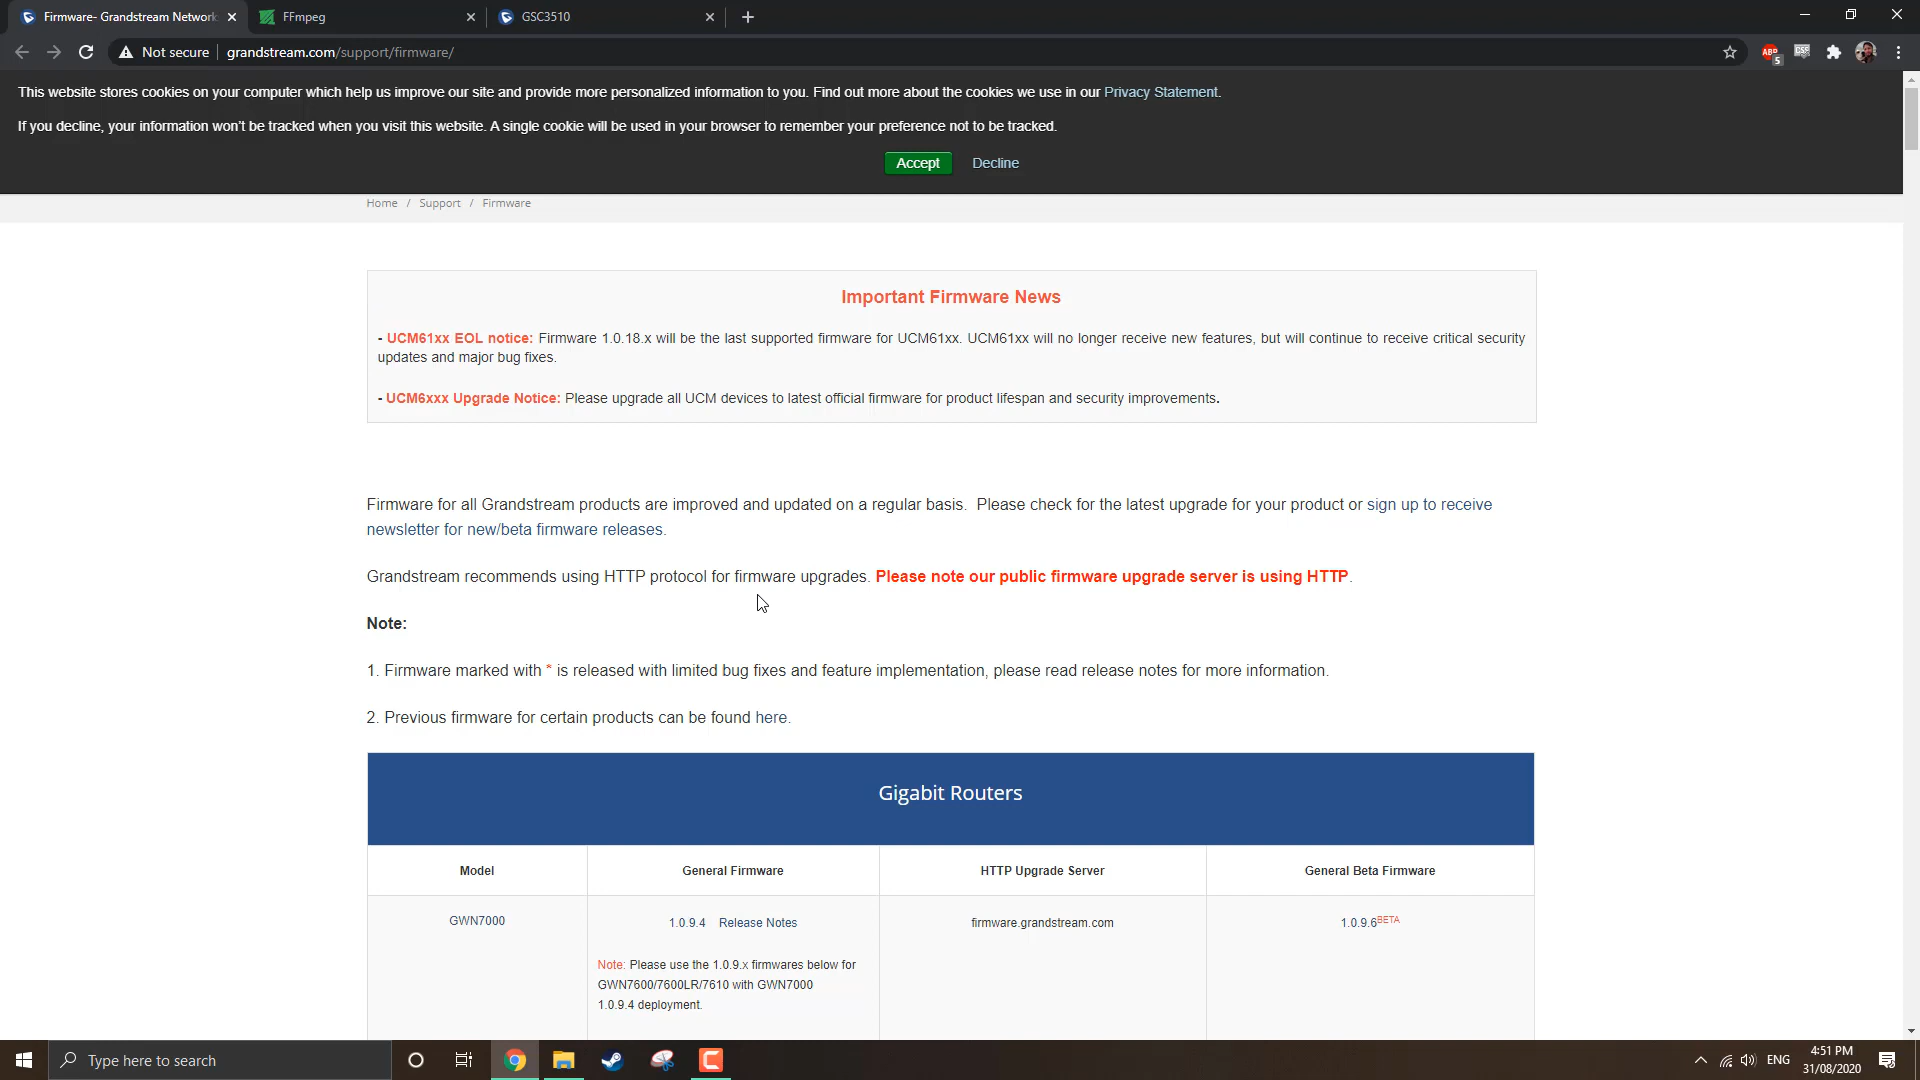 Firmware- Grandstream Network
FFmpeg
GSC3510
Not secure
grandstream.com/support/firmware/
ABP
5
CSP
This website stores cookies on your computer which help us improve our site and provide more personalized information to you. Find out more about the cookies we use in our Privacy Statement.
If you decline, your information won't be tracked when you visit this website. A single cookie will be used in your browser to remember your preference not to be tracked.
Accept
Decline
Home / Support / Firmware
Important Firmware News
- UCM61xx EOL notice: Firmware 1.0.18.x will be the last supported firmware for UCM61xx. UCM61xx will no longer receive new features, but will continue to receive critical security
updates and major bug fixes.
- UCM6xxx Upgrade Notice: Please upgrade all UCM devices to latest official firmware for product lifespan and security improvements.
Firmware for all Grandstream products are improved and updated on a regular basis. Please check for the latest upgrade for your product or sign up to receive
newsletter for new/beta firmware releases.
Grandstream recommends using HTTP protocol for firmware upgrades. Please note our public firmware upgrade server is using HTTP.
Note:
1. Firmware marked with * is released with limited bug fixes and feature implementation, please read release notes for more information.
2. Previous firmware for certain products can be found here.
Gigabit Routers
Model
General Firmware
HTTP Upgrade Server
General Beta Firmware
GWN7000
1.0.9.4 Release Notes
firmware.grandstream.com
1.0.9.6BETA
Note: Please use the 1.0.9.x firmwares below for
GWN7600/7600LR/7610 with GWN7000
1.0.9.4 deployment.
Type here to search
ENG
4:51 PM
31/08/2020